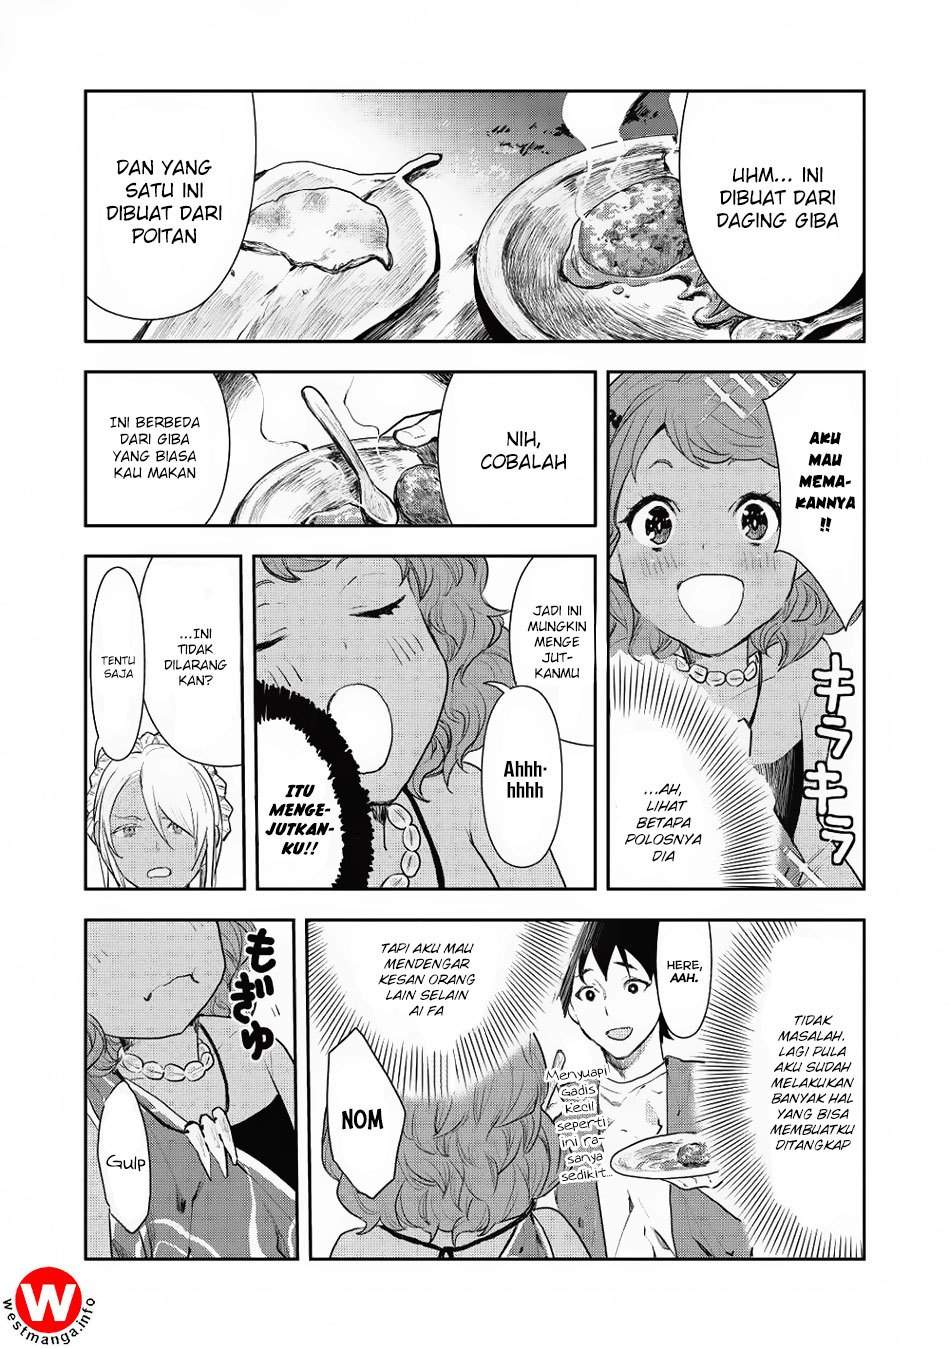 UHM... INI
DIBUAT DARI
DAGING GIBA
DAN YANG
SATU INI
DIBUAT DARI
POITAN
AKU
MAU
MEMA-
KANNYA
!!
キラキラ
...AH,
LIHAT
BETAPA
POLOSNYA
DIA
NIH,
COBALAH
INI BERBEDA
DARI GIBA
YANG BIASA
KAU MAKAN
JADI INI
MUNGKIN
MENGE
JUT-
KANMU
Ahhh-
hhhh
ITU
MENGE-
JUTKAN-
KU!!
...INI
TIDAK
DILARANG
KAN?
TENTU
SAJA
TIDAK
MASALAH.
LAGI PULA
AKU SUDAH
MELAKUKAN
BANYAK HAL
YANG BISA
MEMBUATKU
DITANGKAP
HERE,
AAH.
TAPI AKU MAU
MENDENGAR
KESAN ORANG
LAIN SELAIN
AI FA
Menyuapi
Gadis
kecil
seperti
ini ra-
sanya
sedikit...
NOM
もぎゅ
Gulp
W
westmanga.info